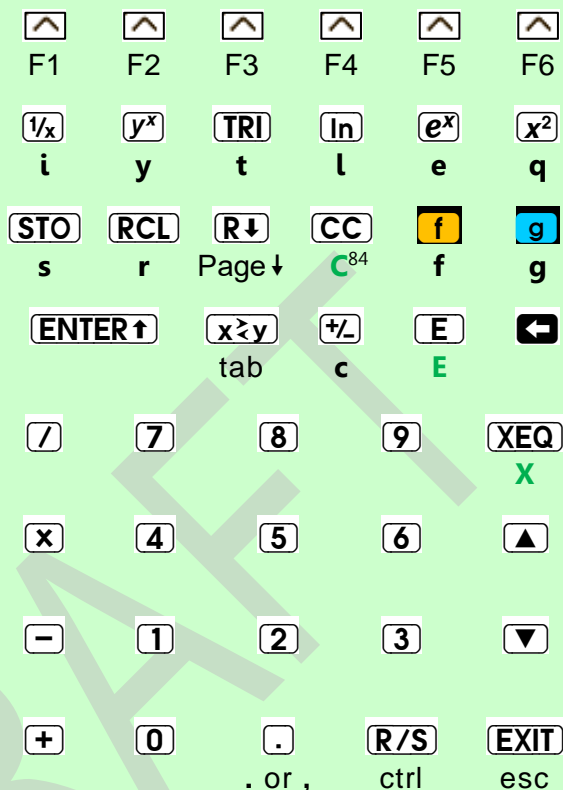 F1 F2 F3 F4 F5 F6
1/x yˣ TRI ln eˣ x²
i y t l e q
STO RCL R↓ CC f g
s r Page↓ C⁸⁴ f g
ENTER↑ x≷y +/- E ←
tab c E
/ 7 8 9 XEQ
X
× 4 5 6 ▲
− 1 2 3 ▼
+ 0 . R/S EXIT
. or , ctrl esc